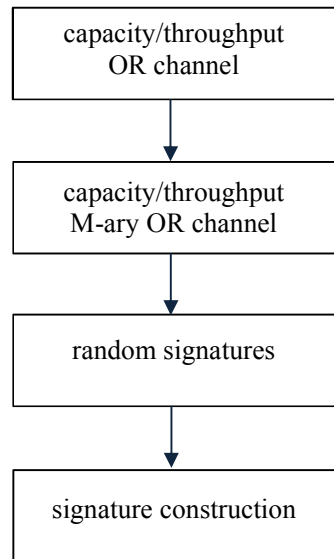 capacity/throughput
OR channel
capacity/throughput
M-ary OR channel
random signatures
signature construction